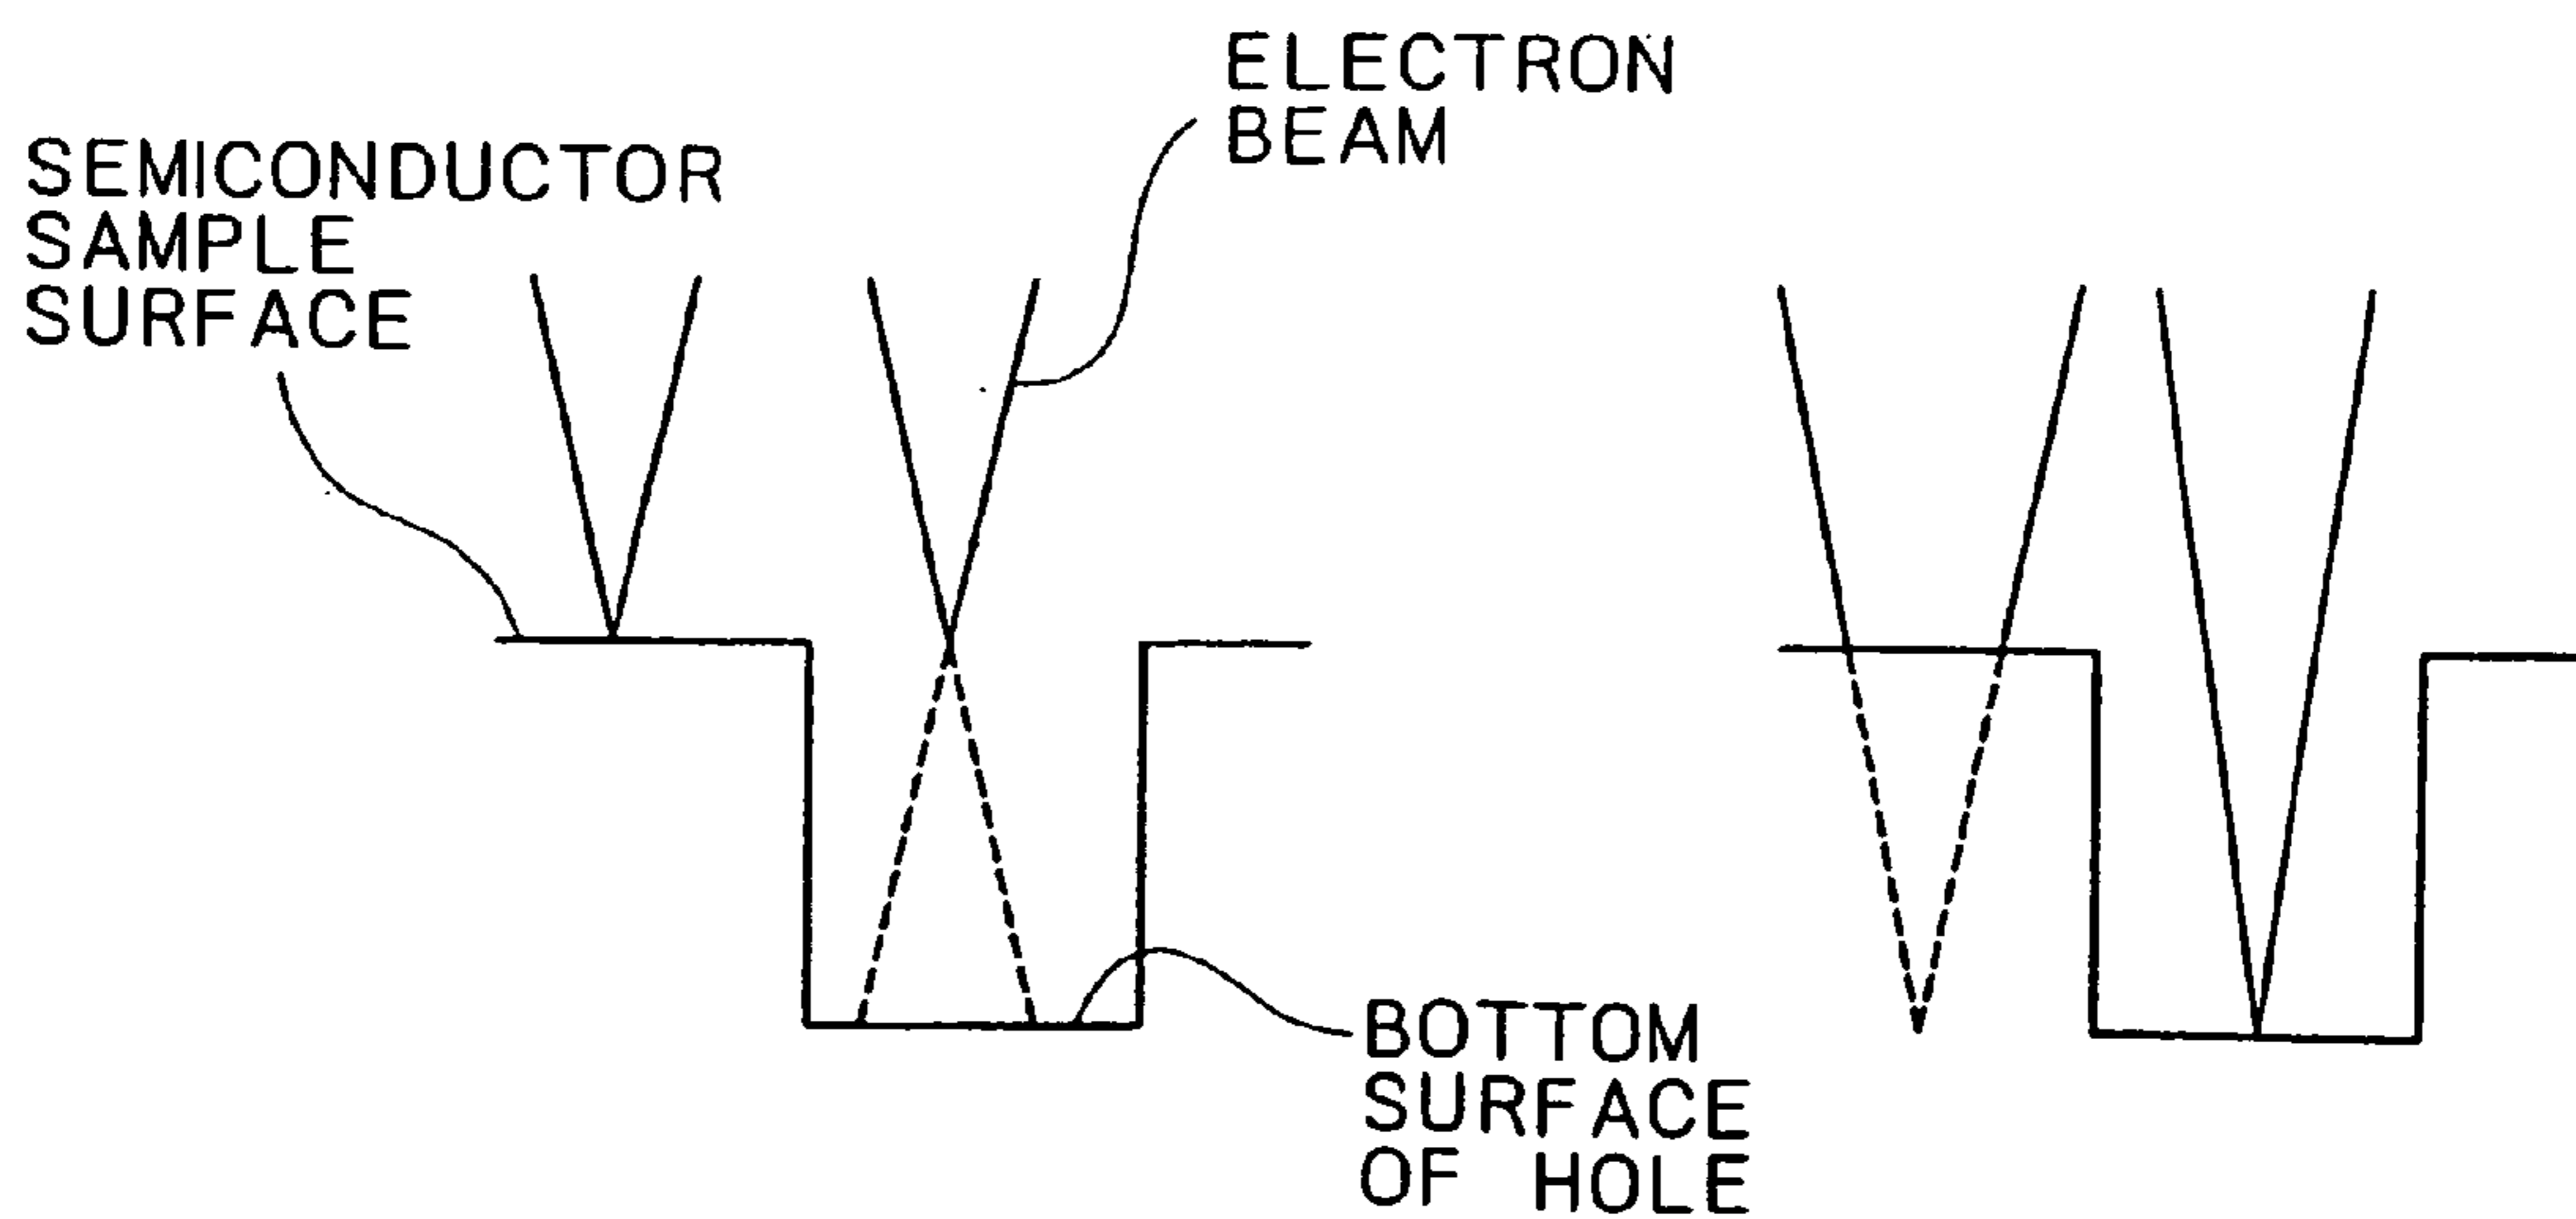 ELECTRON
BEAM
SEMICONDUCTOR
SAMPLE
SURFACE
BOTTOM
SURFACE
OF HOLE